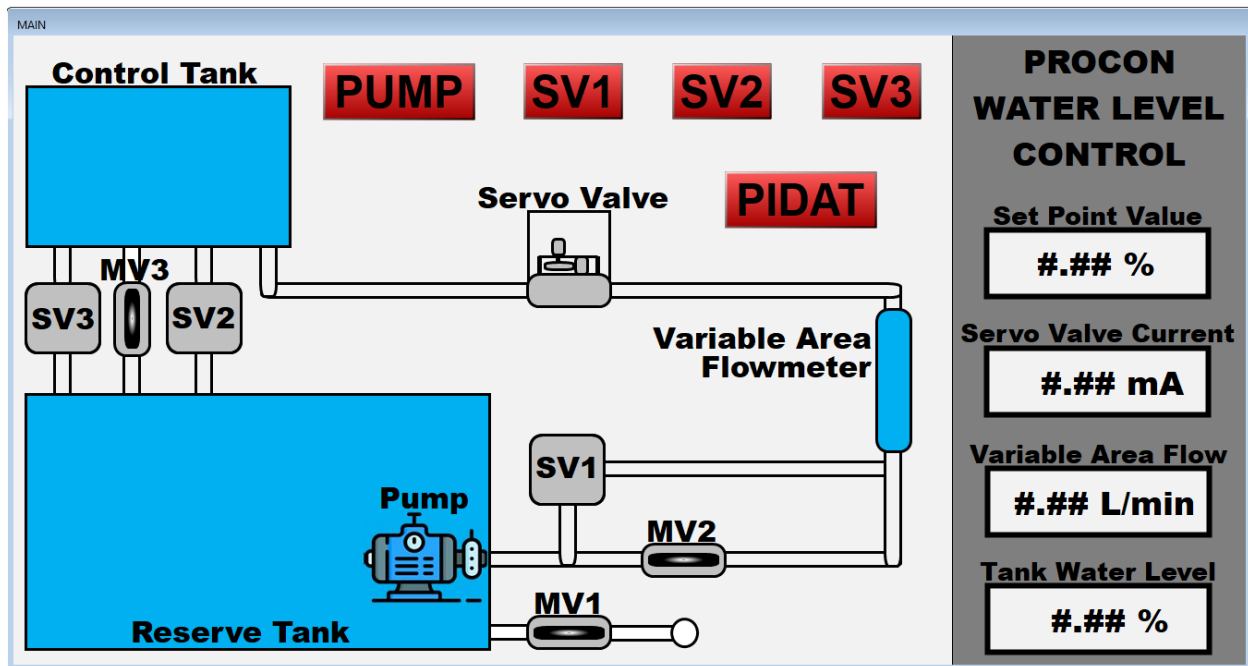 MAIN
Control Tank
PUMP
SV1
SV2
SV3
PIDAT
Servo Valve
MV3
SV3
SV2
Variable Area
Flowmeter
SV1
Pump
MV2
MV1
Reserve Tank
PROCON
WATER LEVEL
CONTROL
Set Point Value
#.## %
Servo Valve Current
#.## mA
Variable Area Flow
#.## L/min
Tank Water Level
#.## %